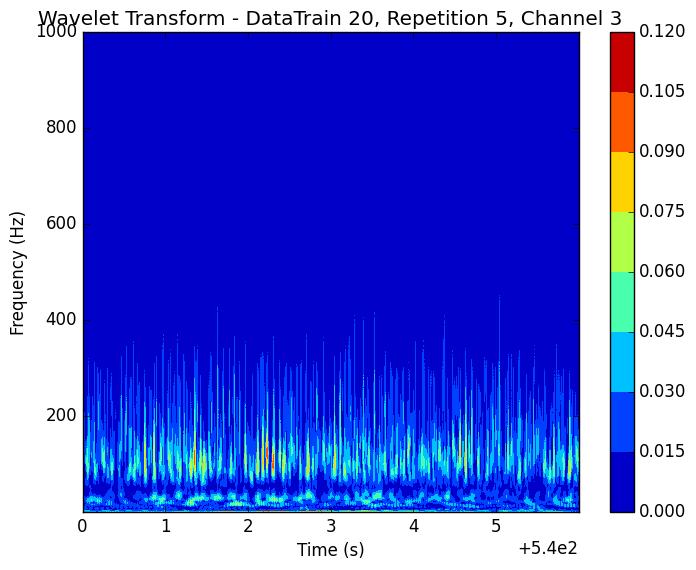 Wavelet Transform - DataTrain 20, Repetition 5, Channel 3
1000
800
600
400
200
Frequency (Hz)
0 1 2 3 4 5
Time (s)
+5.4e2
0.120
0.105
0.090
0.075
0.060
0.045
0.030
0.015
0.000